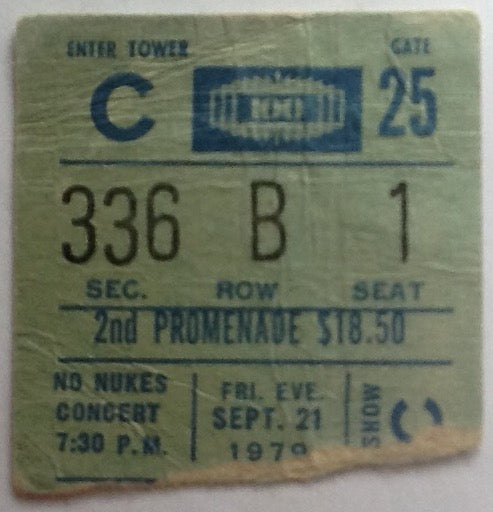 ENTER TOWER GATE
C 100 25
336 B 1
SEC. ROW SEAT
2nd PROMENADE $18.50
NO NUKES
CONCERT
7:30 P.M.
FRI. EVE.
SEPT. 21
1979
SHOW